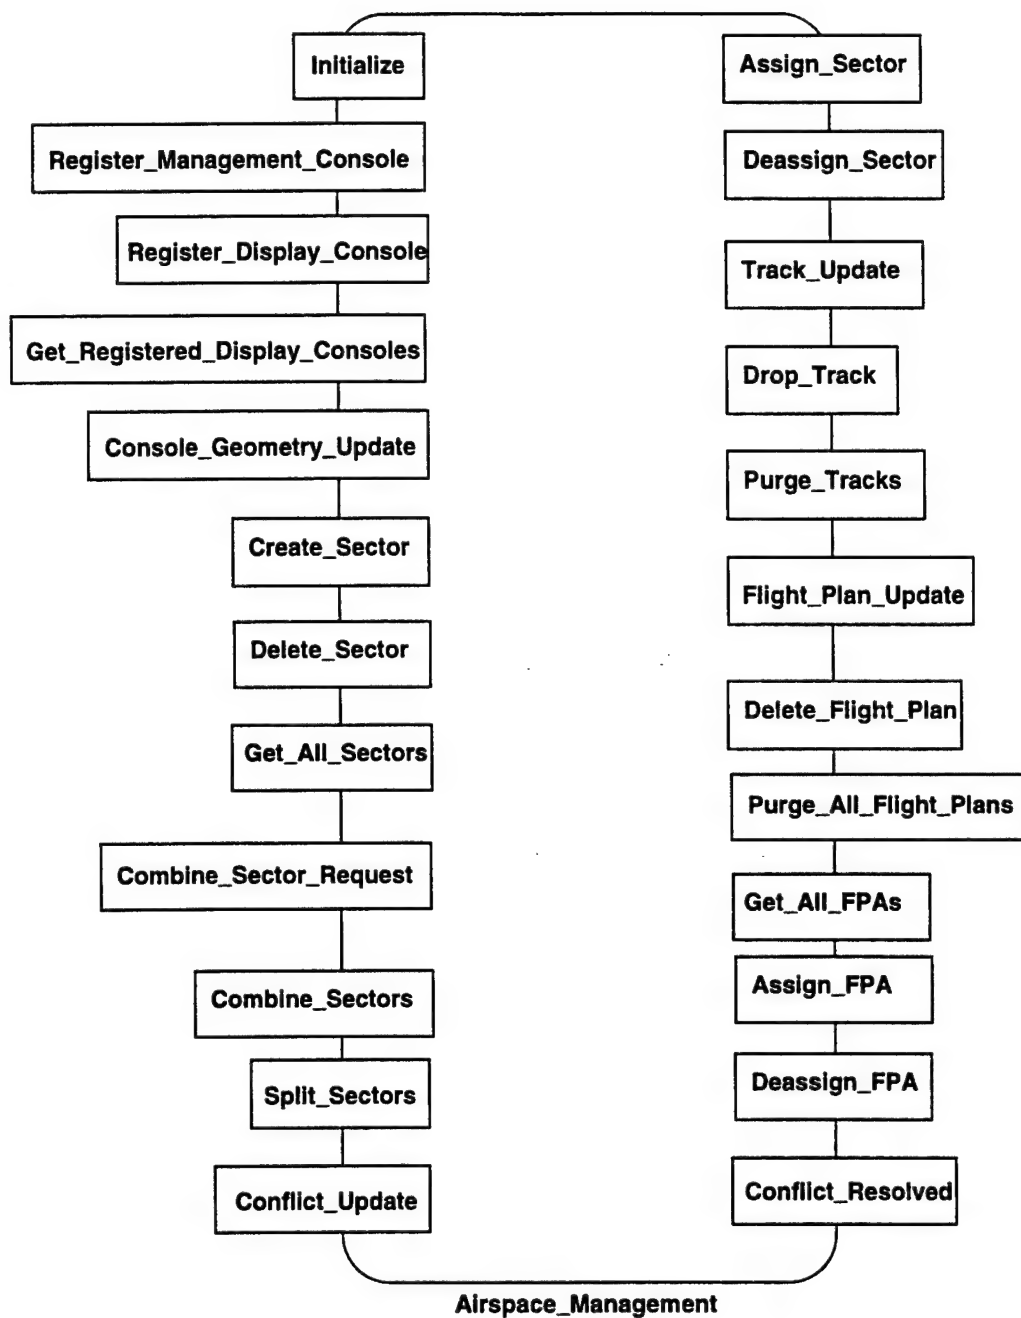 Initialize
Register_Management_Console
Register_Display_Console
Get_Registered_Display_Consoles
Console_Geometry_Update
Create_Sector
Delete_Sector
Get_All_Sectors
Combine_Sector_Request
Combine_Sectors
Split_Sectors
Conflict_Update
Assign_Sector
Deassign_Sector
Track_Update
Drop_Track
Purge_Tracks
Flight_Plan_Update
Delete_Flight_Plan
Purge_All_Flight_Plans
Get_All_FPAs
Assign_FPA
Deassign_FPA
Conflict_Resolved
Airspace_Management